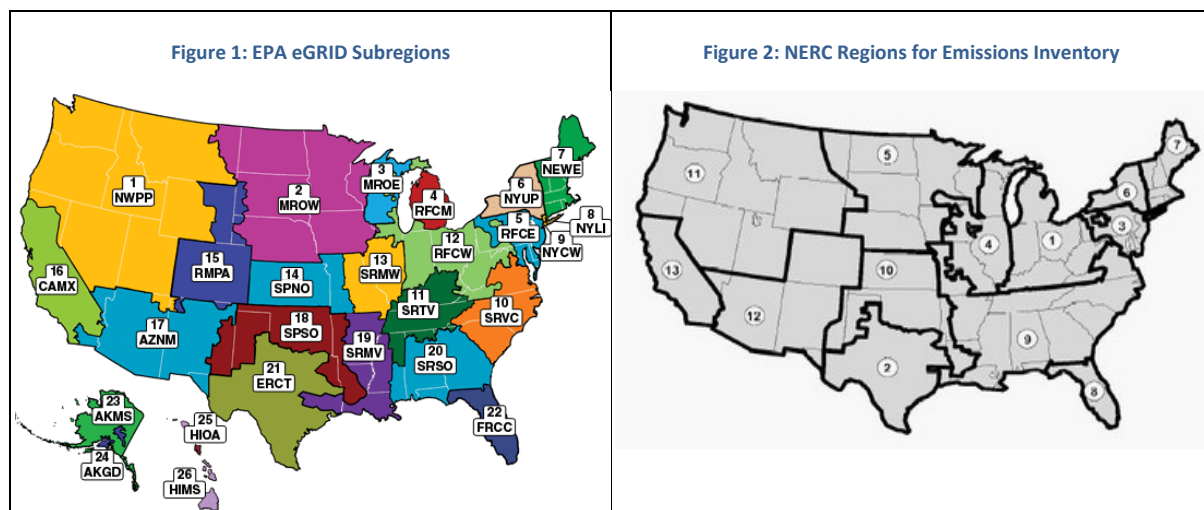 Figure 1: EPA eGRID Subregions
1
NWPP
2
MROW
3
MROE
4
RFCM
5
RFCE
6
NYUP
7
NEWE
8
NYLI
9
NYCW
10
SRVC
11
SRTV
12
RFCW
13
SRMW
14
SPNO
15
RMPA
16
CAMX
17
AZNM
18
SPSO
19
SRMV
20
SRSO
21
ERCT
22
FRCC
23
AKMS
24
AKGD
25
HIOA
26
HIMS
Figure 2: NERC Regions for Emissions Inventory
1
2
3
4
5
6
7
8
9
10
11
12
13